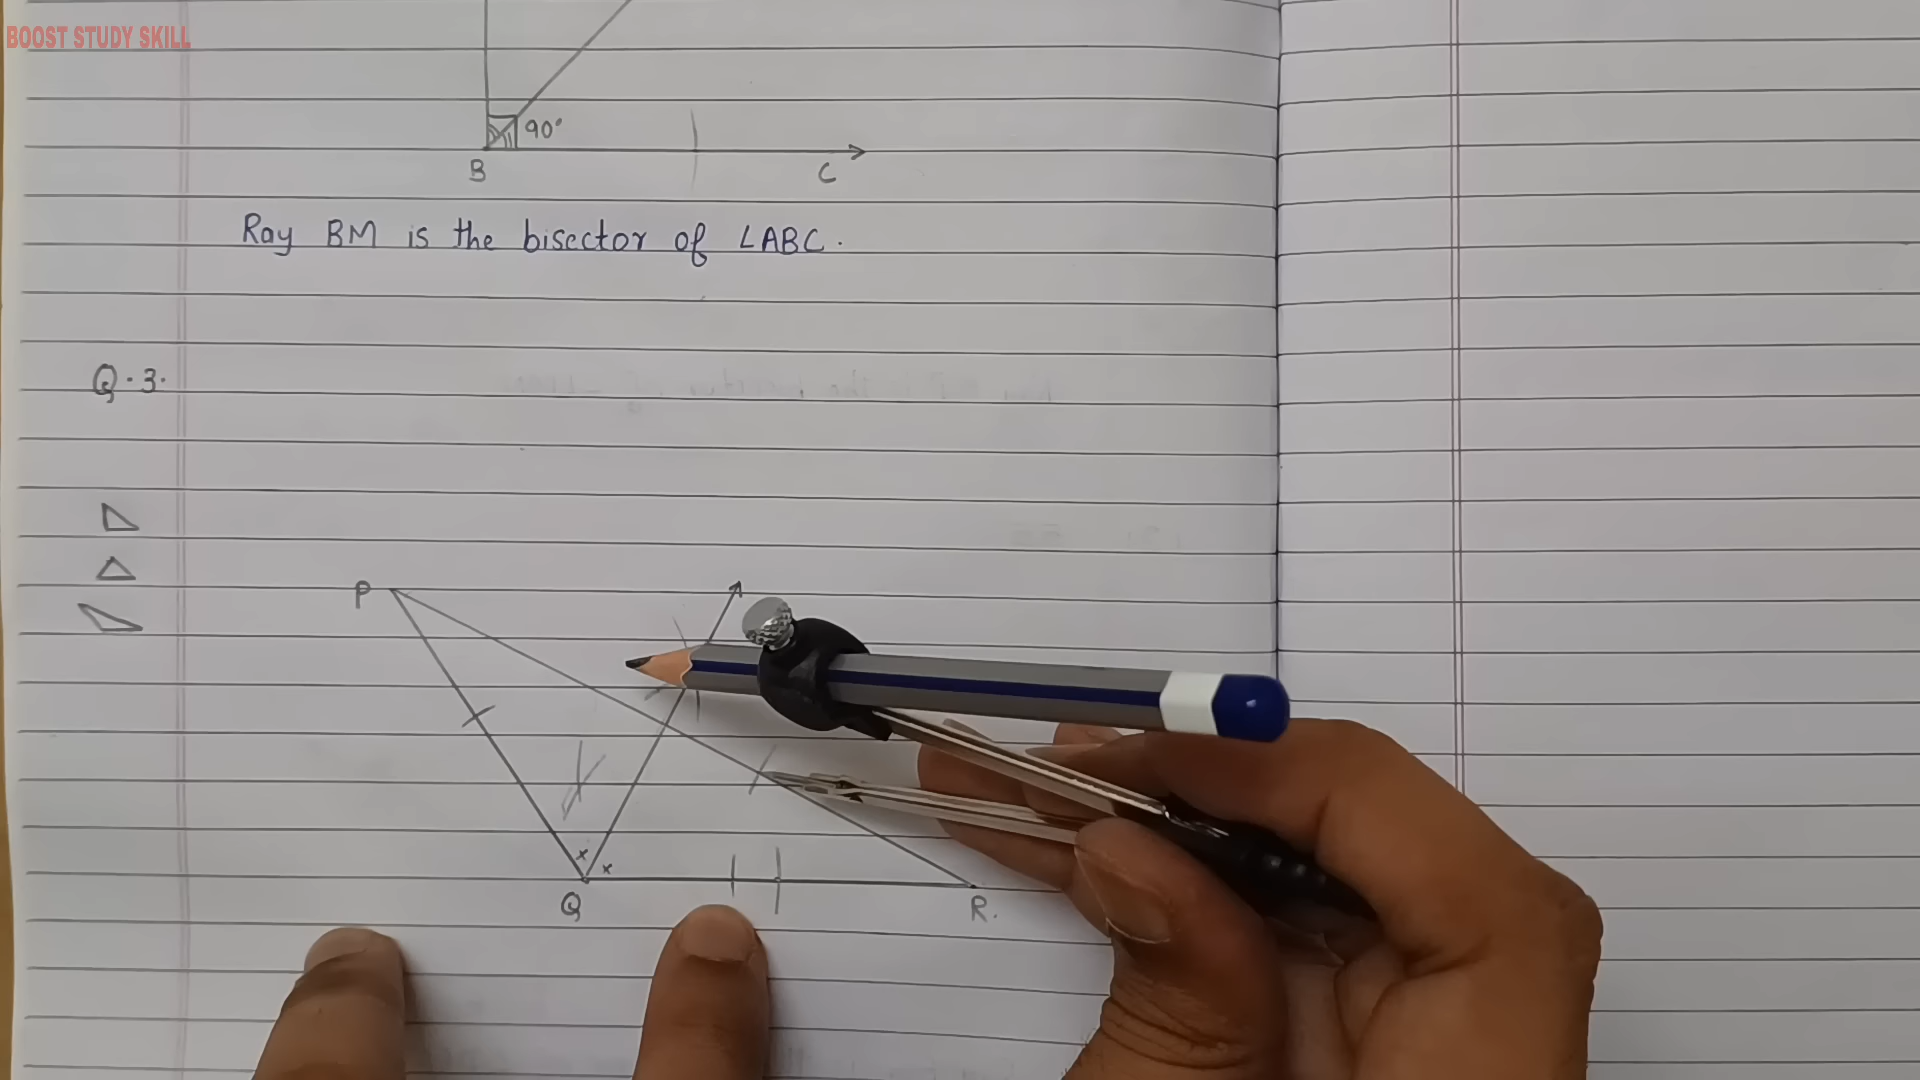 BOOST STUDY SKILL
90°
B C
Ray BM is the bisector of ∠ABC.
Q.3.
P
x x
Q R.